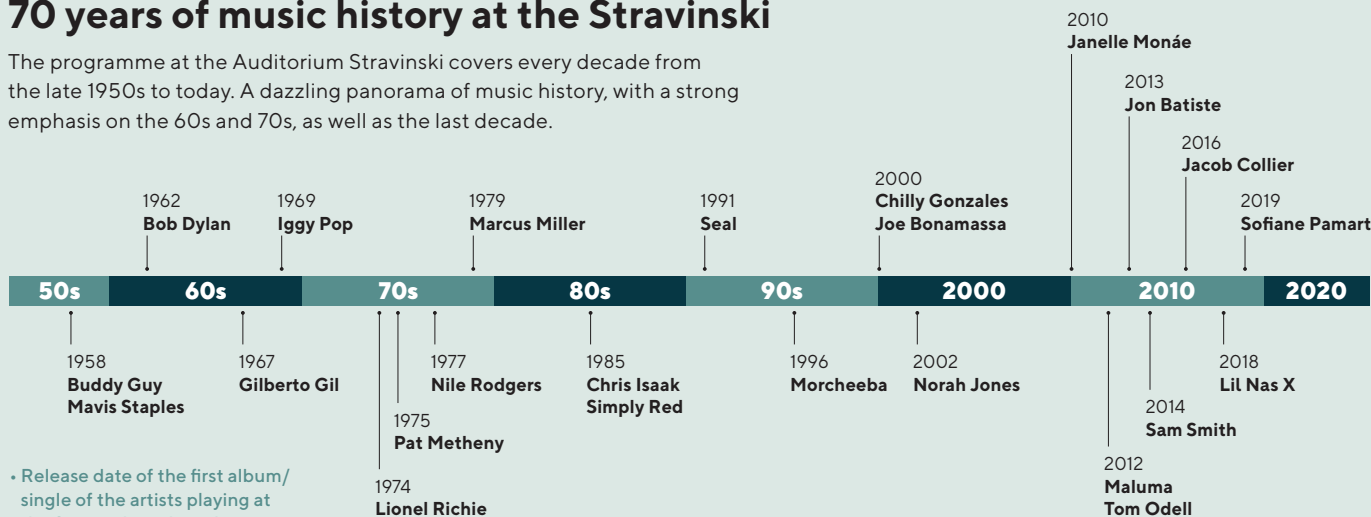 70 years of music history at the Stravinski
The programme at the Auditorium Stravinski covers every decade from
the late 1950s to today. A dazzling panorama of music history, with a strong
emphasis on the 60s and 70s, as well as the last decade.
2010
Janelle Monáe
2013
Jon Batiste
2016
Jacob Collier
2019
Sofiane Pamart
2000
Chilly Gonzales
Joe Bonamassa
1991
Seal
1979
Marcus Miller
1969
Iggy Pop
1962
Bob Dylan
50s 60s 70s 80s 90s 2000 2010 2020
1958
Buddy Guy
Mavis Staples
1967
Gilberto Gil
1977
Nile Rodgers
1975
Pat Metheny
1974
Lionel Richie
1985
Chris Isaak
Simply Red
1996
Morcheeba
2002
Norah Jones
2018
Lil Nas X
2014
Sam Smith
2012
Maluma
Tom Odell
• Release date of the first album/
single of the artists playing at